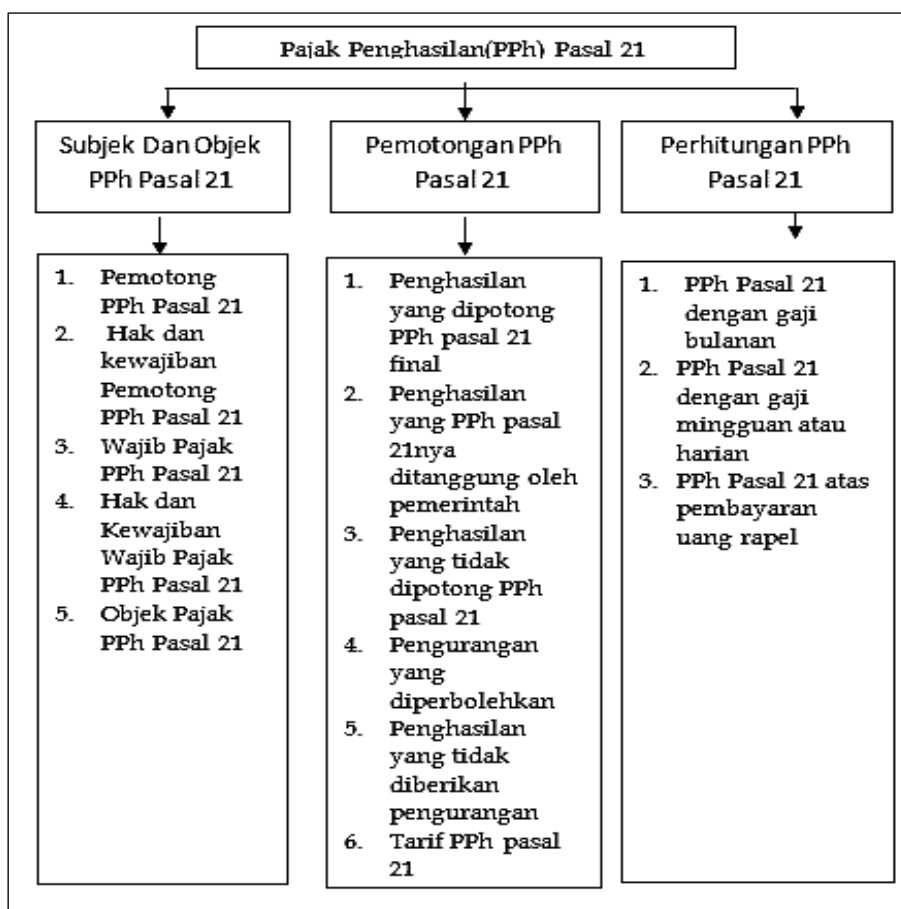 Pajak Penghasilan(PPh) Pasal 21
Subjek Dan Objek
PPh Pasal 21
Pemotongan PPh
Pasal 21
Perhitungan PPh
Pasal 21
1. Pemotong
PPh Pasal 21
2. Hak dan
kewajiban
Pemotong
PPh Pasal 21
3. Wajib Pajak
PPh Pasal 21
4. Hak dan
Kewajiban
Wajib Pajak
PPh Pasal 21
5. Objek Pajak
PPh Pasal 21
1. Penghasilan
yang dipotong
PPh pasal 21
final
2. Penghasilan
yang PPh pasal
21nya
ditanggung oleh
pemerintah
3. Penghasilan
yang tidak
dipotong PPh
pasal 21
4. Pengurangan
yang
diperbolehkan
5. Penghasilan
yang tidak
diberikan
pengurangan
6. Tarif PPh pasal
21
1. PPh Pasal 21
dengan gaji
bulanan
2. PPh Pasal 21
dengan gaji
mingguan atau
harian
3. PPh Pasal 21 atas
pembayaran
uang rapel